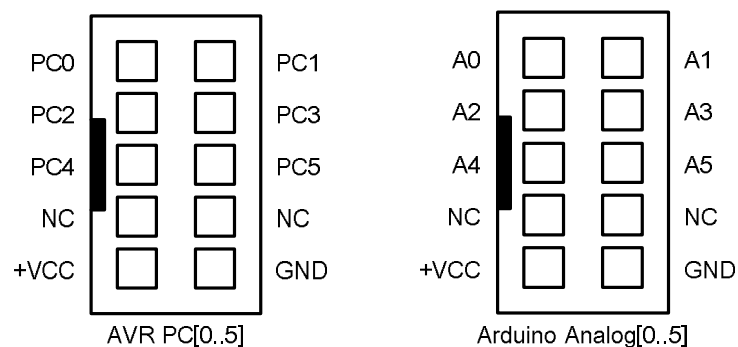 PC0 PC1 A0 A1
PC2 PC3 A2 A3
PC4 PC5 A4 A5
NC NC NC NC
+VCC GND +VCC GND
AVR PC[0..5] Arduino Analog[0..5]